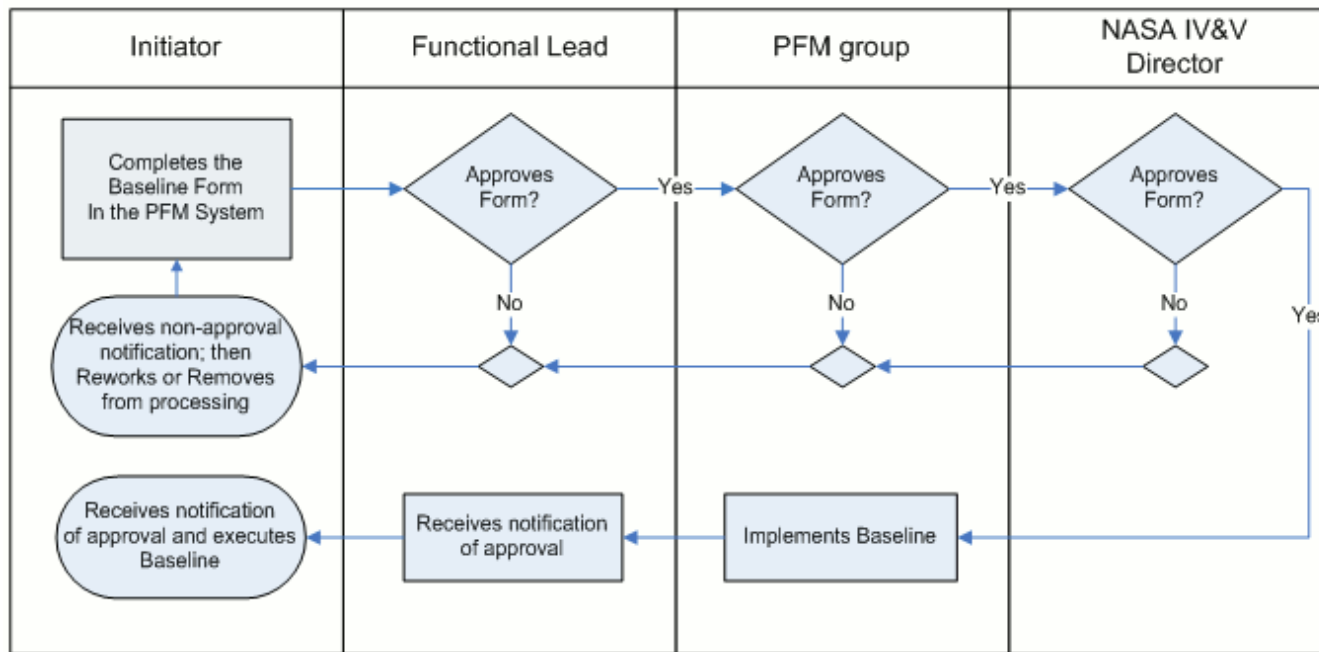 Initiator
Functional Lead
PFM group
NASA IV&V
Director
Completes the
Baseline Form
In the PFM System
Approves
Form?
Yes
Approves
Form?
Yes
Approves
Form?
No
No
No
Yes
Receives non-approval
notification; then
Reworks or Removes
from processing
Receives notification
of approval and executes
Baseline
Receives notification
of approval
Implements Baseline